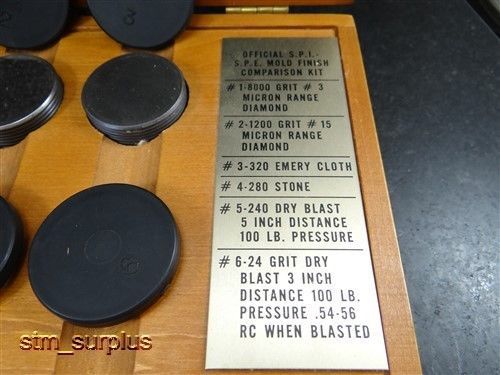 OFFICIAL S.P.I.-
S.P.E. MOLD FINISH
COMPARISON KIT
# 1-8000 GRIT # 3
MICRON RANGE
DIAMOND
# 2-1200 GRIT # 15
MICRON RANGE
DIAMOND
# 3-320 EMERY CLOTH
# 4-280 STONE
# 5-240 DRY BLAST
5 INCH DISTANCE
100 LB. PRESSURE
# 6-24 GRIT DRY
BLAST 3 INCH
DISTANCE 100 LB.
PRESSURE .54-56
RC WHEN BLASTED
stm_surplus